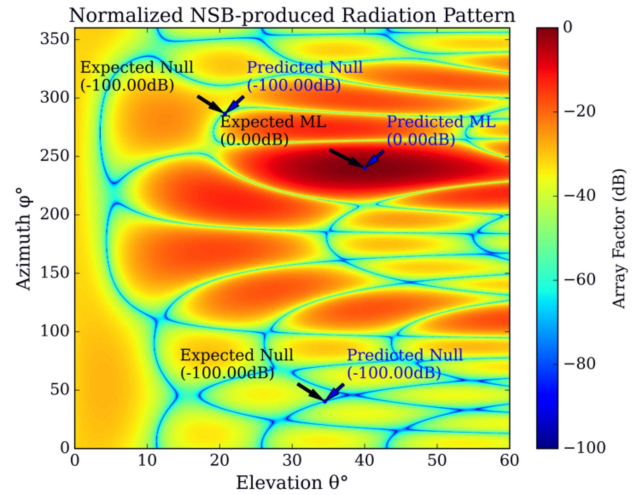 Normalized NSB-produced Radiation Pattern
350
300
250
200
150
100
50
0
Azimuth φ°
Expected Null
(-100.00dB)
Predicted Null
(-100.00dB)
Expected ML
(0.00dB)
Predicted ML
(0.00dB)
Expected Null
(-100.00dB)
Predicted Null
(-100.00dB)
0
10
20
30
40
50
60
Elevation θ°
0
−20
−40
−60
−80
−100
Array Factor (dB)